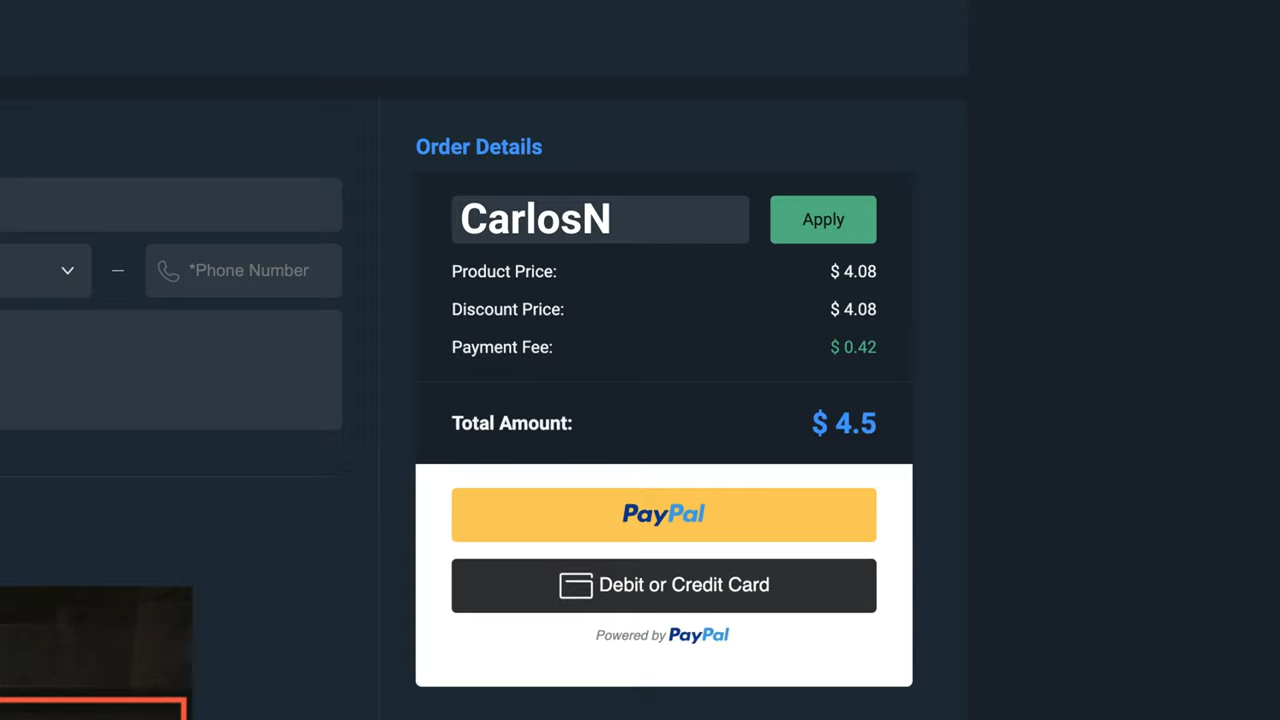 Order Details
CarlosN
Apply
*Phone Number
Product Price: $ 4.08
Discount Price: $ 4.08
Payment Fee: $ 0.42
Total Amount: $ 4.5
PayPal
Debit or Credit Card
Powered by PayPal